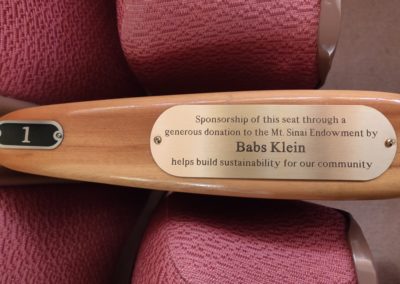 1
Sponsorship of this seat through a
generous donation to the Mt. Sinai Endowment by
Babs Klein
helps build sustainability for our community